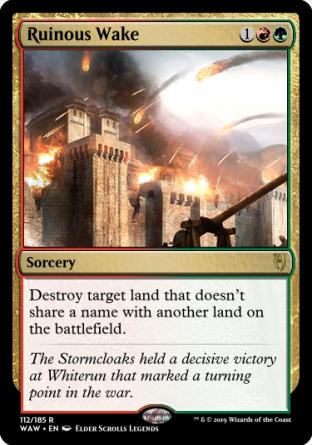 Ruinous Wake 1
Sorcery
Destroy target land that doesn't
share a name with another land on
the battlefield.
The Stormcloaks held a decisive victory
at Whiterun that marked a turning
point in the war.
112/185 R
WAW • EN ELDER SCROLLS LEGENDS
™ & © 2019 Wizards of the Coast